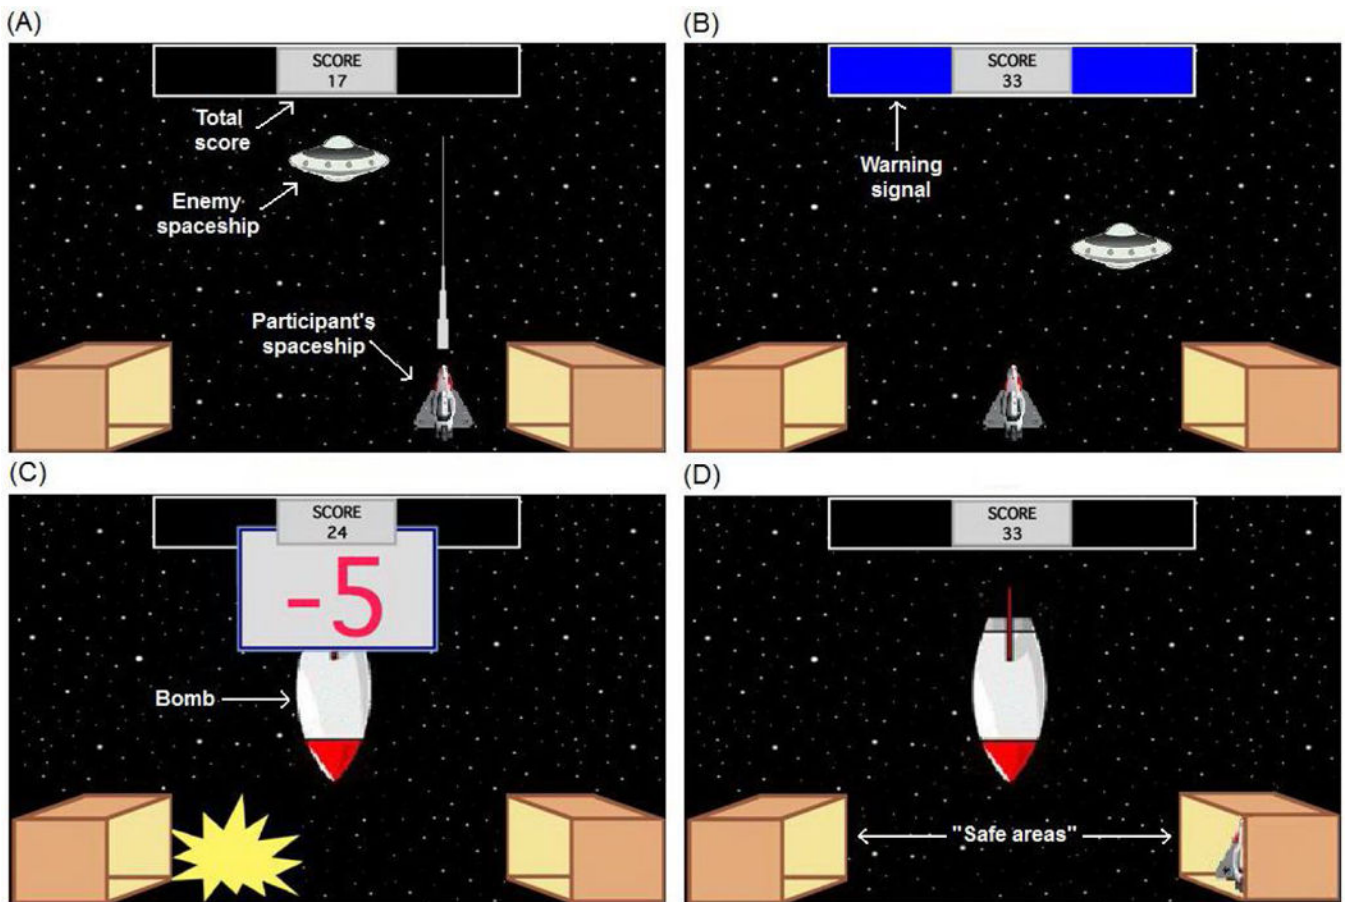 (A)
SCORE
17
Total
score
Enemy
spaceship
Participant's
spaceship
(B)
SCORE
33
Warning
signal
(C)
SCORE
24
-5
Bomb
(D)
SCORE
33
"Safe areas"